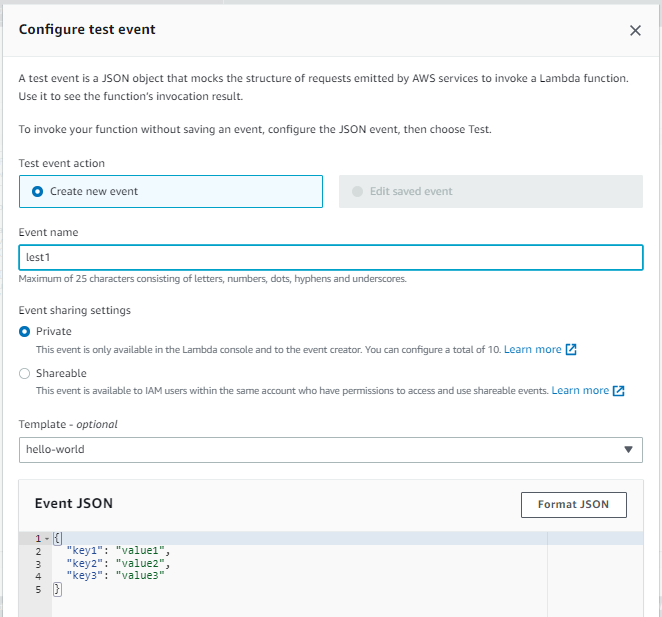 Configure test event
A test event is a JSON object that mocks the structure of requests emitted by AWS services to invoke a Lambda function.
Use it to see the function's invocation result.
To invoke your function without saving an event, configure the JSON event, then choose Test.
Test event action
Create new event
Edit saved event
Event name
lest1
Maximum of 25 characters consisting of letters, numbers, dots, hyphens and underscores.
Event sharing settings
Private
This event is only available in the Lambda console and to the event creator. You can configure a total of 10. Learn more
Shareable
This event is available to IAM users within the same account who have permissions to access and use shareable events. Learn more
Template - optional
hello-world
Event JSON
Format JSON
1 {
2 "key1": "value1",
3 "key2": "value2",
4 "key3": "value3"
5 }